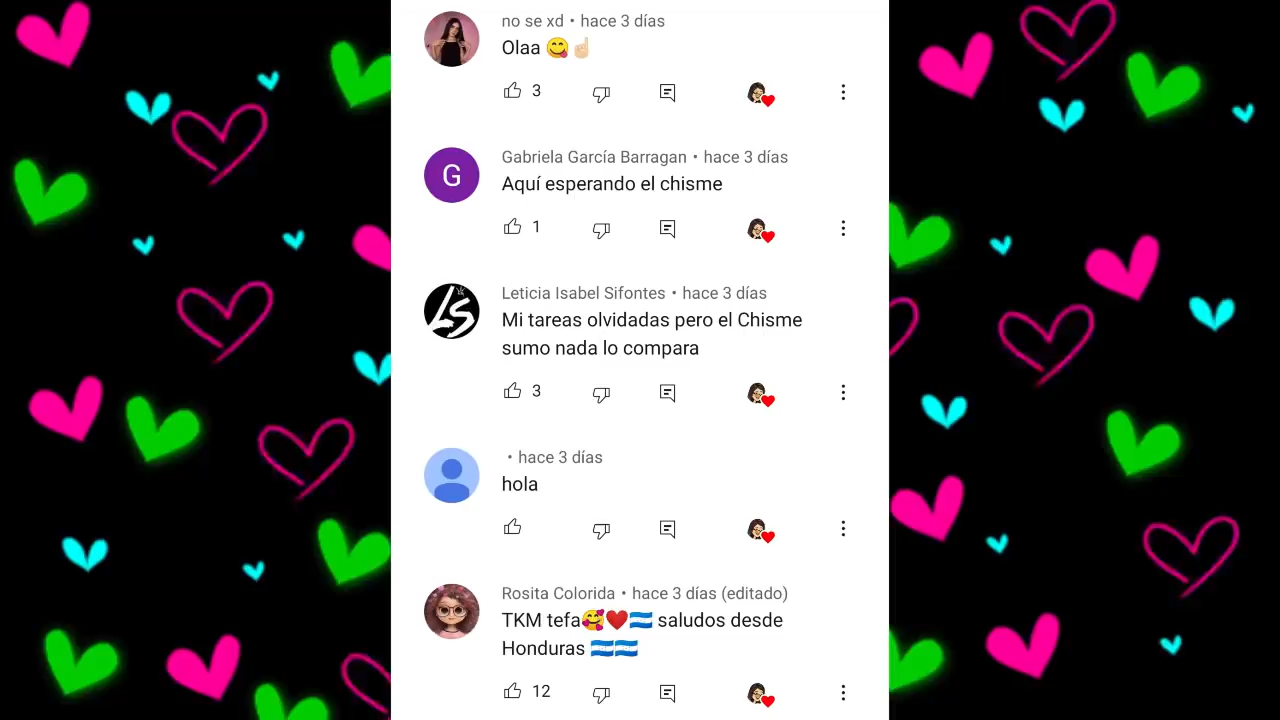 no se xd • hace 3 días
Olaa 😋☝🏻
3
G
Gabriela García Barragan • hace 3 días
Aquí esperando el chisme
1
LS
Leticia Isabel Sifontes • hace 3 días
Mi tareas olvidadas pero el Chisme
sumo nada lo compara
3
• hace 3 días
hola
Rosita Colorida • hace 3 días (editado)
TKM tefa🥰❤️🇭🇳 saludos desde
Honduras 🇭🇳🇭🇳
12